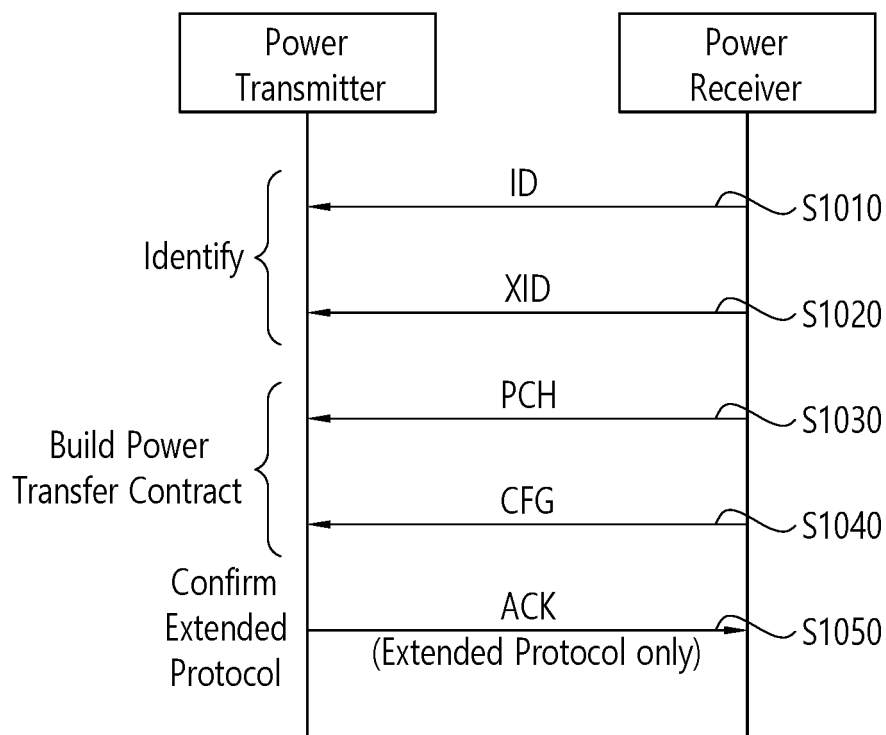 Power
Transmitter
Power
Receiver
ID
S1010
Identify
XID
S1020
PCH
S1030
Build Power
Transfer Contract
CFG
S1040
Confirm
Extended
Protocol
ACK
(Extended Protocol only)
S1050